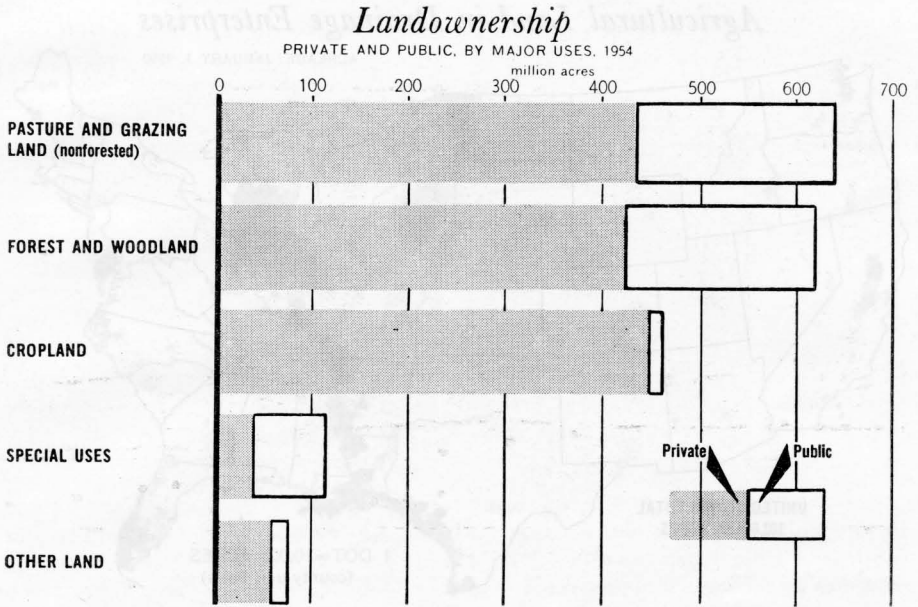 Landownership
PRIVATE AND PUBLIC, BY MAJOR USES, 1954
million acres
0 100 200 300 400 500 600 700
PASTURE AND GRAZING
LAND (nonforested)
FOREST AND WOODLAND
CROPLAND
SPECIAL USES
Private Public
OTHER LAND